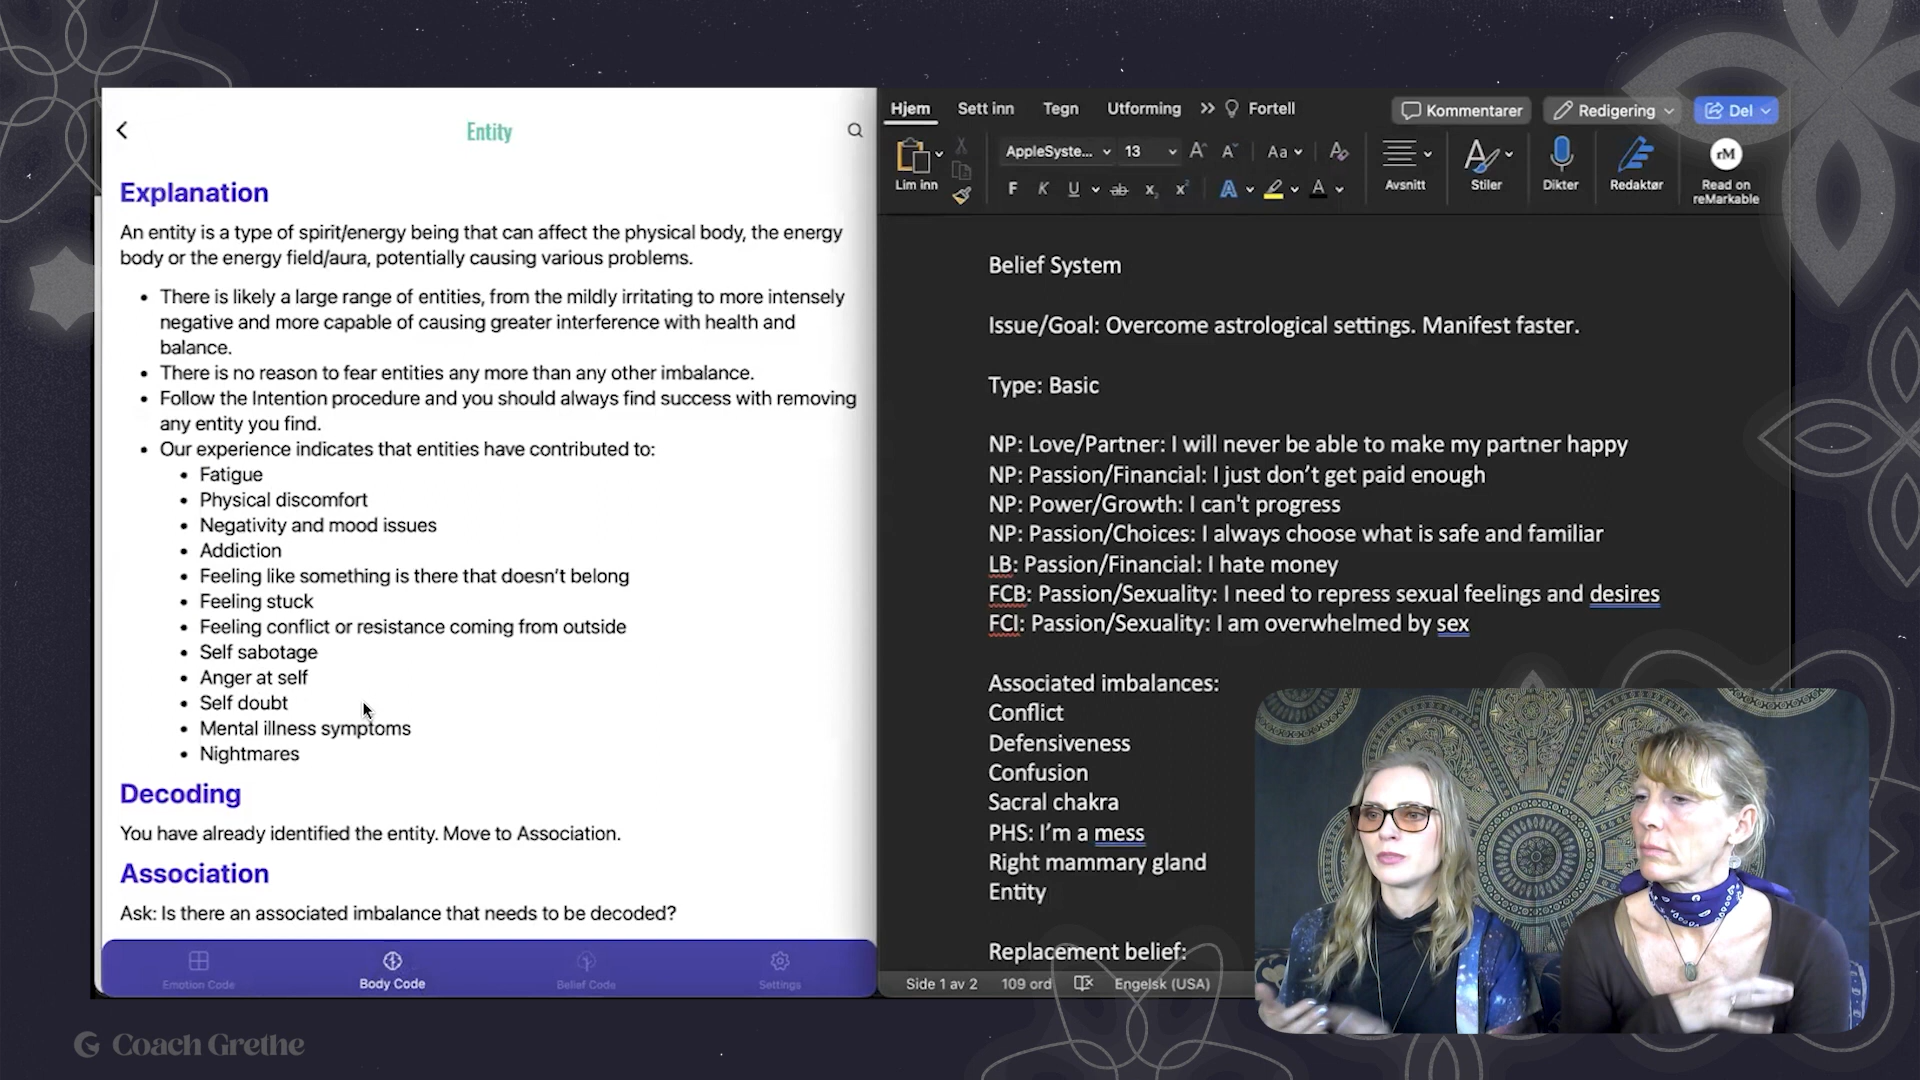 Entity
Explanation
An entity is a type of spirit/energy being that can affect the physical body, the energy
body or the energy field/aura, potentially causing various problems.
• There is likely a large range of entities, from the mildly irritating to more intensely
negative and more capable of causing greater interference with health and
balance.
• There is no reason to fear entities any more than any other imbalance.
• Follow the Intention procedure and you should always find success with removing
any entity you find.
• Our experience indicates that entities have contributed to:
• Fatigue
• Physical discomfort
• Negativity and mood issues
• Addiction
• Feeling like something is there that doesn't belong
• Feeling stuck
• Feeling conflict or resistance coming from outside
• Self sabotage
• Anger at self
• Self doubt
• Mental illness symptoms
• Nightmares
Decoding
You have already identified the entity. Move to Association.
Association
Ask: Is there an associated imbalance that needs to be decoded?
Emotion Code Body Code Belief Code Settings
Hjem Sett inn Tegn Utforming Fortell Kommentarer Redigering Del
AppleSyste... 13 A A Aa A
rM
Lim inn F K U ab x₂ x² A A Avsnitt Stiler Dikter Redaktør Read on
reMarkable
Belief System
Issue/Goal: Overcome astrological settings. Manifest faster.
Type: Basic
NP: Love/Partner: I will never be able to make my partner happy
NP: Passion/Financial: I just don’t get paid enough
NP: Power/Growth: I can't progress
NP: Passion/Choices: I always choose what is safe and familiar
LB: Passion/Financial: I hate money
FCB: Passion/Sexuality: I need to repress sexual feelings and desires
FCI: Passion/Sexuality: I am overwhelmed by sex
Associated imbalances:
Conflict
Defensiveness
Confusion
Sacral chakra
PHS: I’m a mess
Right mammary gland
Entity
Replacement belief:
Side 1 av 2 109 ord Engelsk (USA)
Coach Grethe